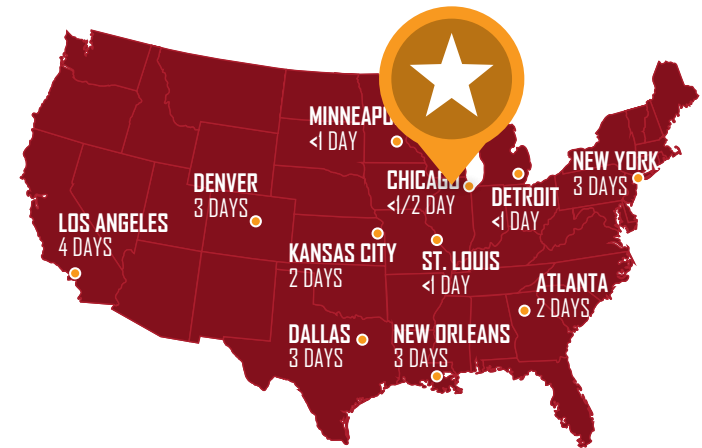 MINNEAPO
<1 DAY
CHICAGO
<1/2 DAY
DETROIT
<1 DAY
NEW YORK
3 DAYS
DENVER
3 DAYS
LOS ANGELES
4 DAYS
KANSAS CITY
2 DAYS
ST. LOUIS
<1 DAY
ATLANTA
2 DAYS
DALLAS
3 DAYS
NEW ORLEANS
3 DAYS